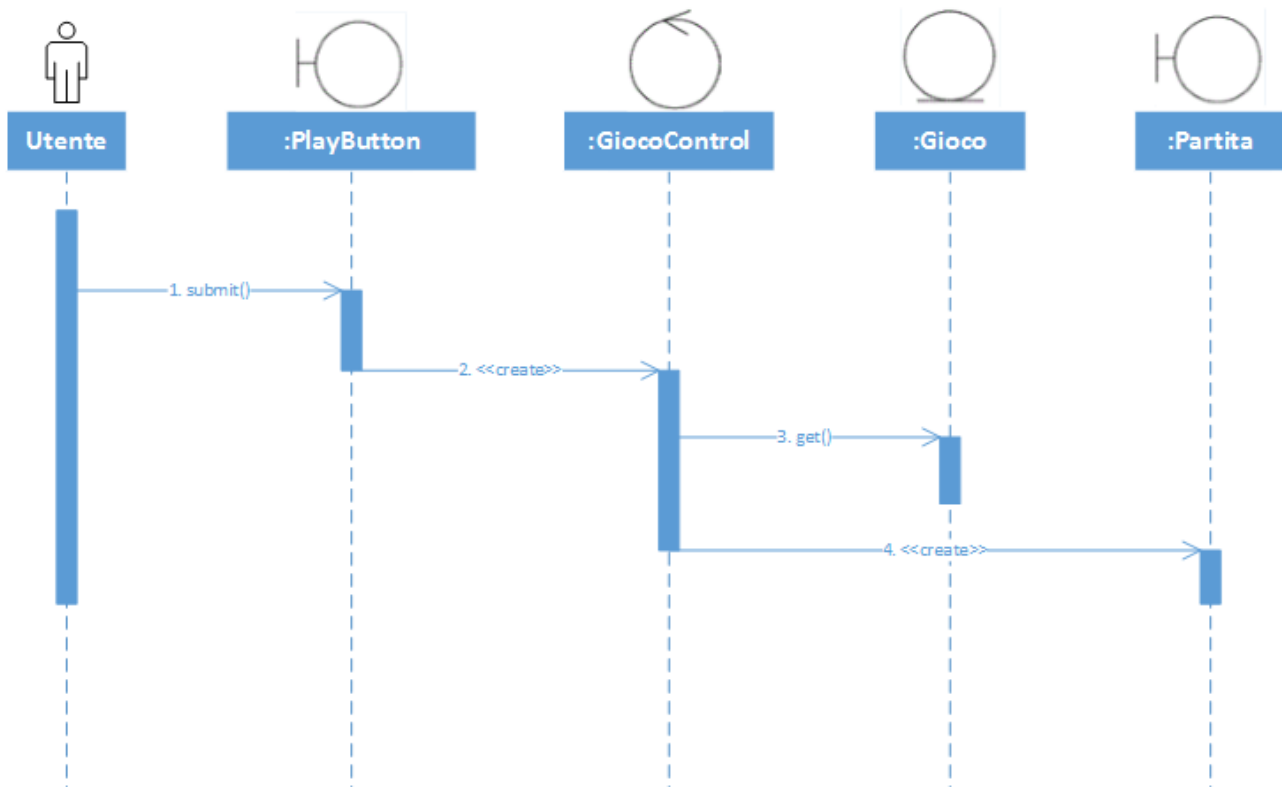 Utente
:PlayButton
:GiocoControl
:Gioco
:Partita
1. submit()
2. <<create>>
3. get()
4. <<create>>